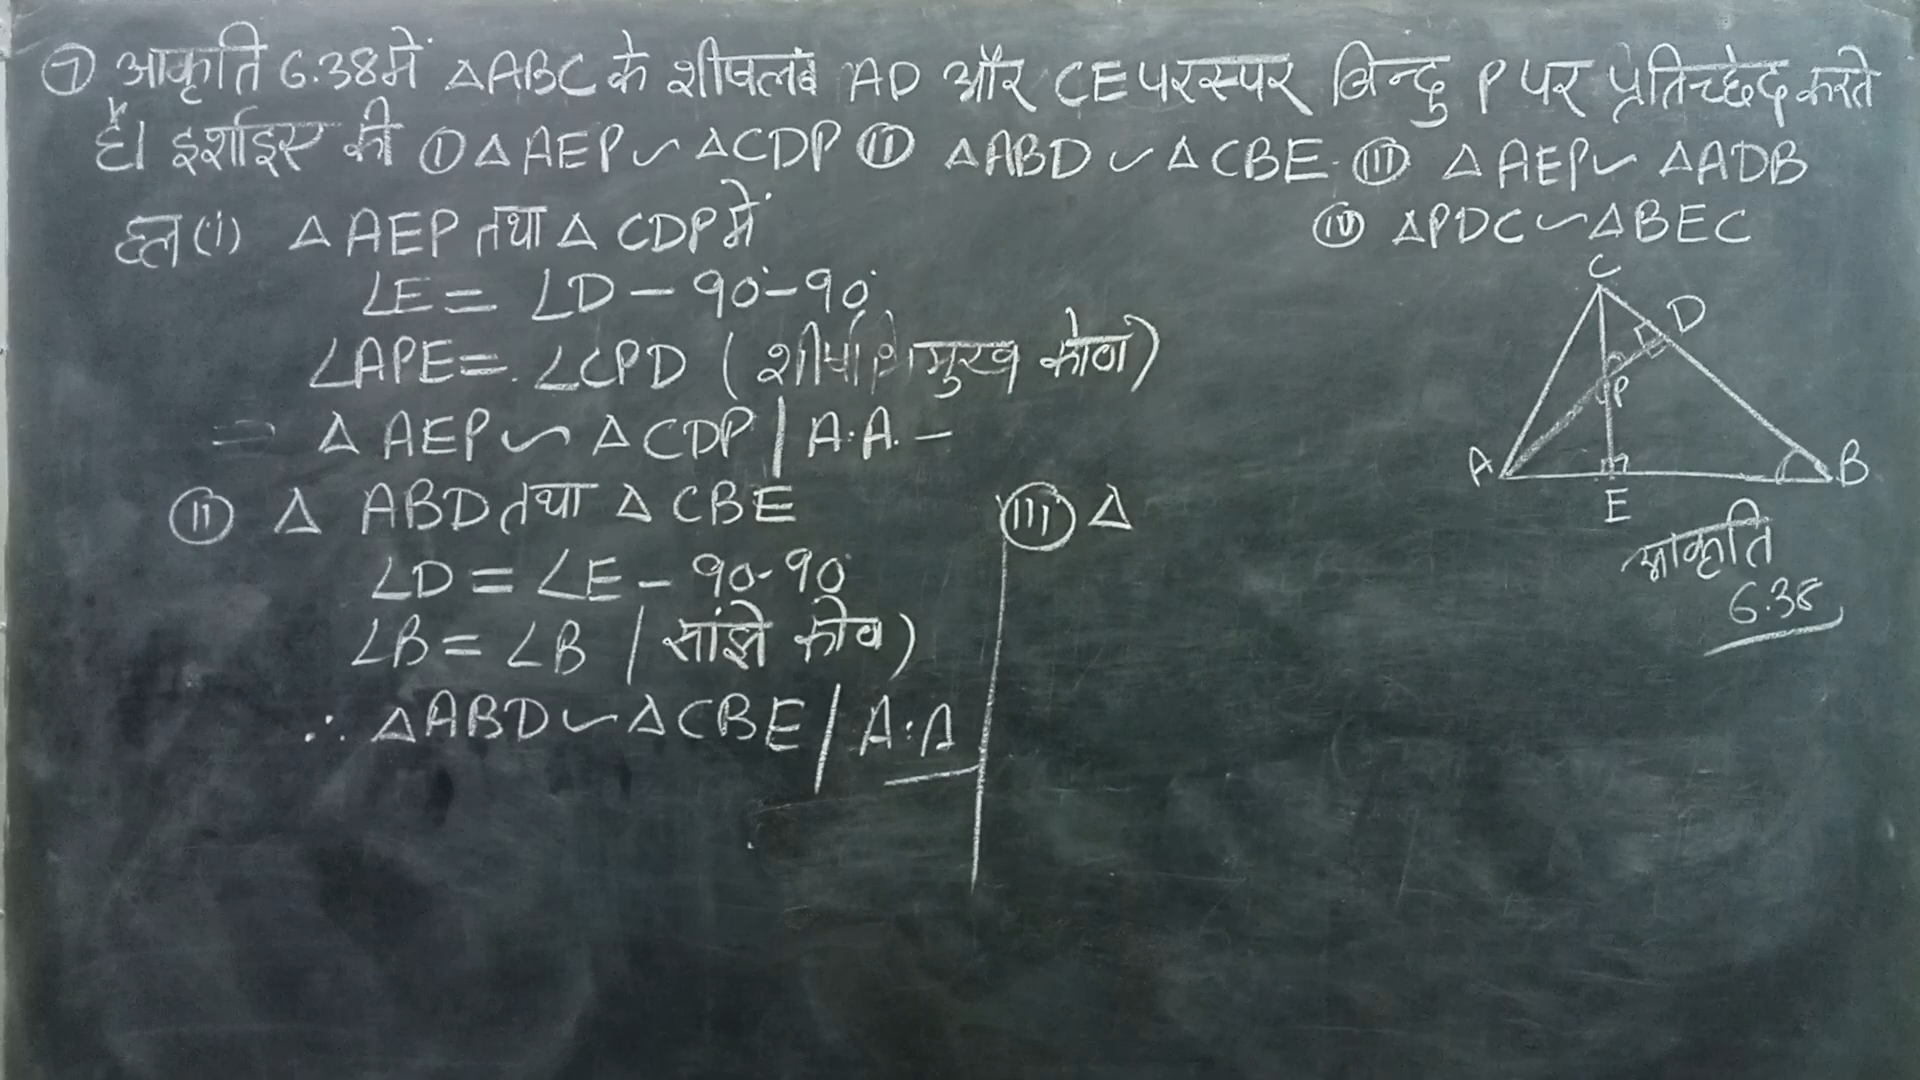 ⑦ आकृति 6.38 में △ABC के शीषलंब AD और CE परस्पर बिन्दु P पर प्रतिच्छेद करते
हैं। दर्शाइए की ⓘ △AEP ~ △CDP ⓘⓘ △ABD ~ △CBE. ⓘⓘⓘ △AEP ~ △ADB
ⓘⓥ △PDC ~ △BEC
हल (i) △AEP तथा △CDP में
∠E = ∠D – 90°-90°
∠APE = ∠CPD (शीर्षाभिमुख कोण)
⇒ △AEP ~ △CDP | A.A. –
(II) △ ABD तथा △CBE
∠D = ∠E – 90-90°
∠B = ∠B / सांझे कोण)
∴ △ABD ~ △CBE / A.A
(III) △
C
D
P
A
B
E
आकृति
6.38